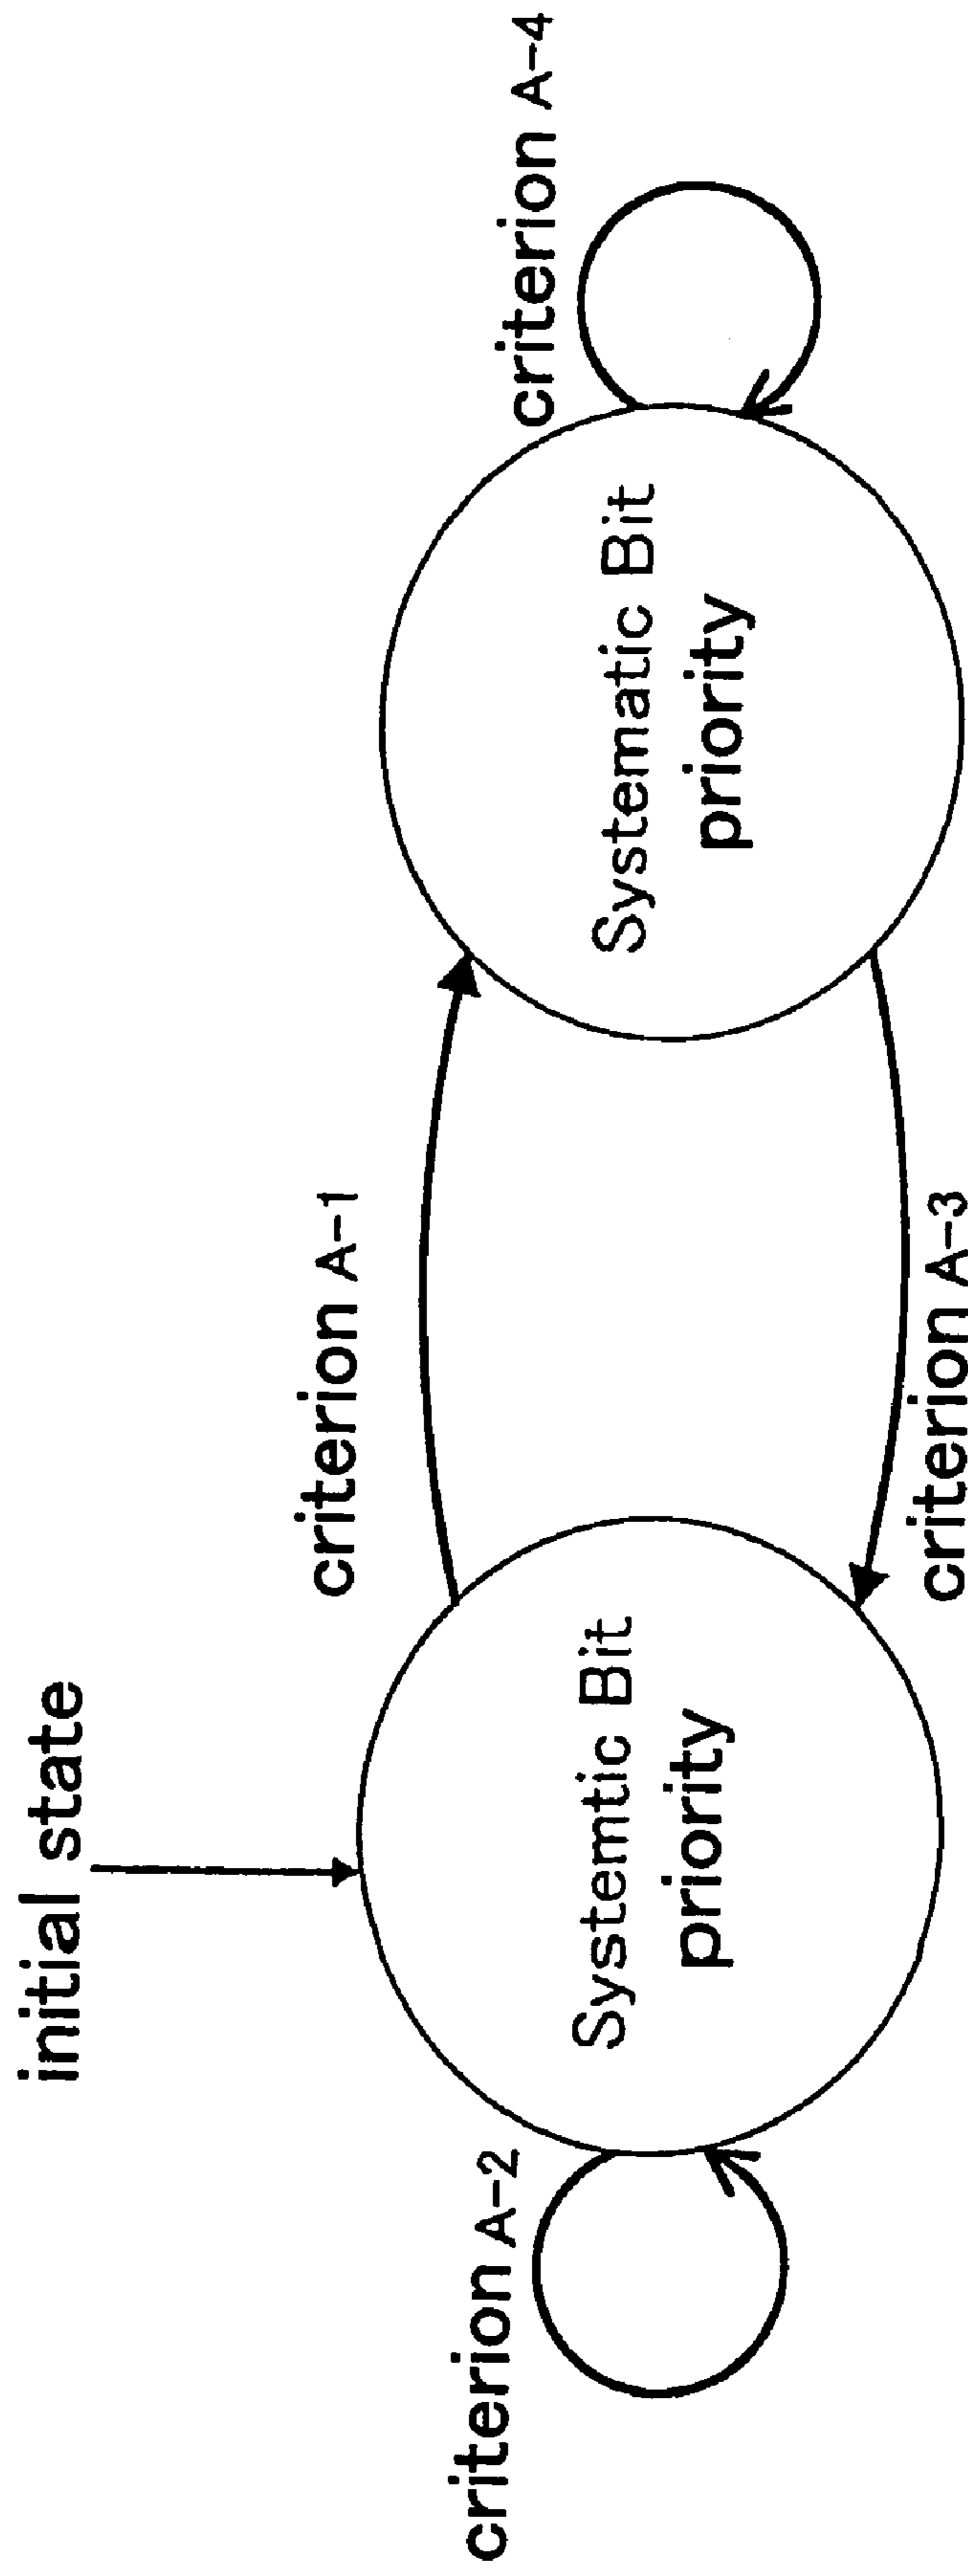 initial state
criterion A-2
criterion A-1
criterion A-4
Systemtic Bit
priority
Systematic Bit
priority
criterion A-3